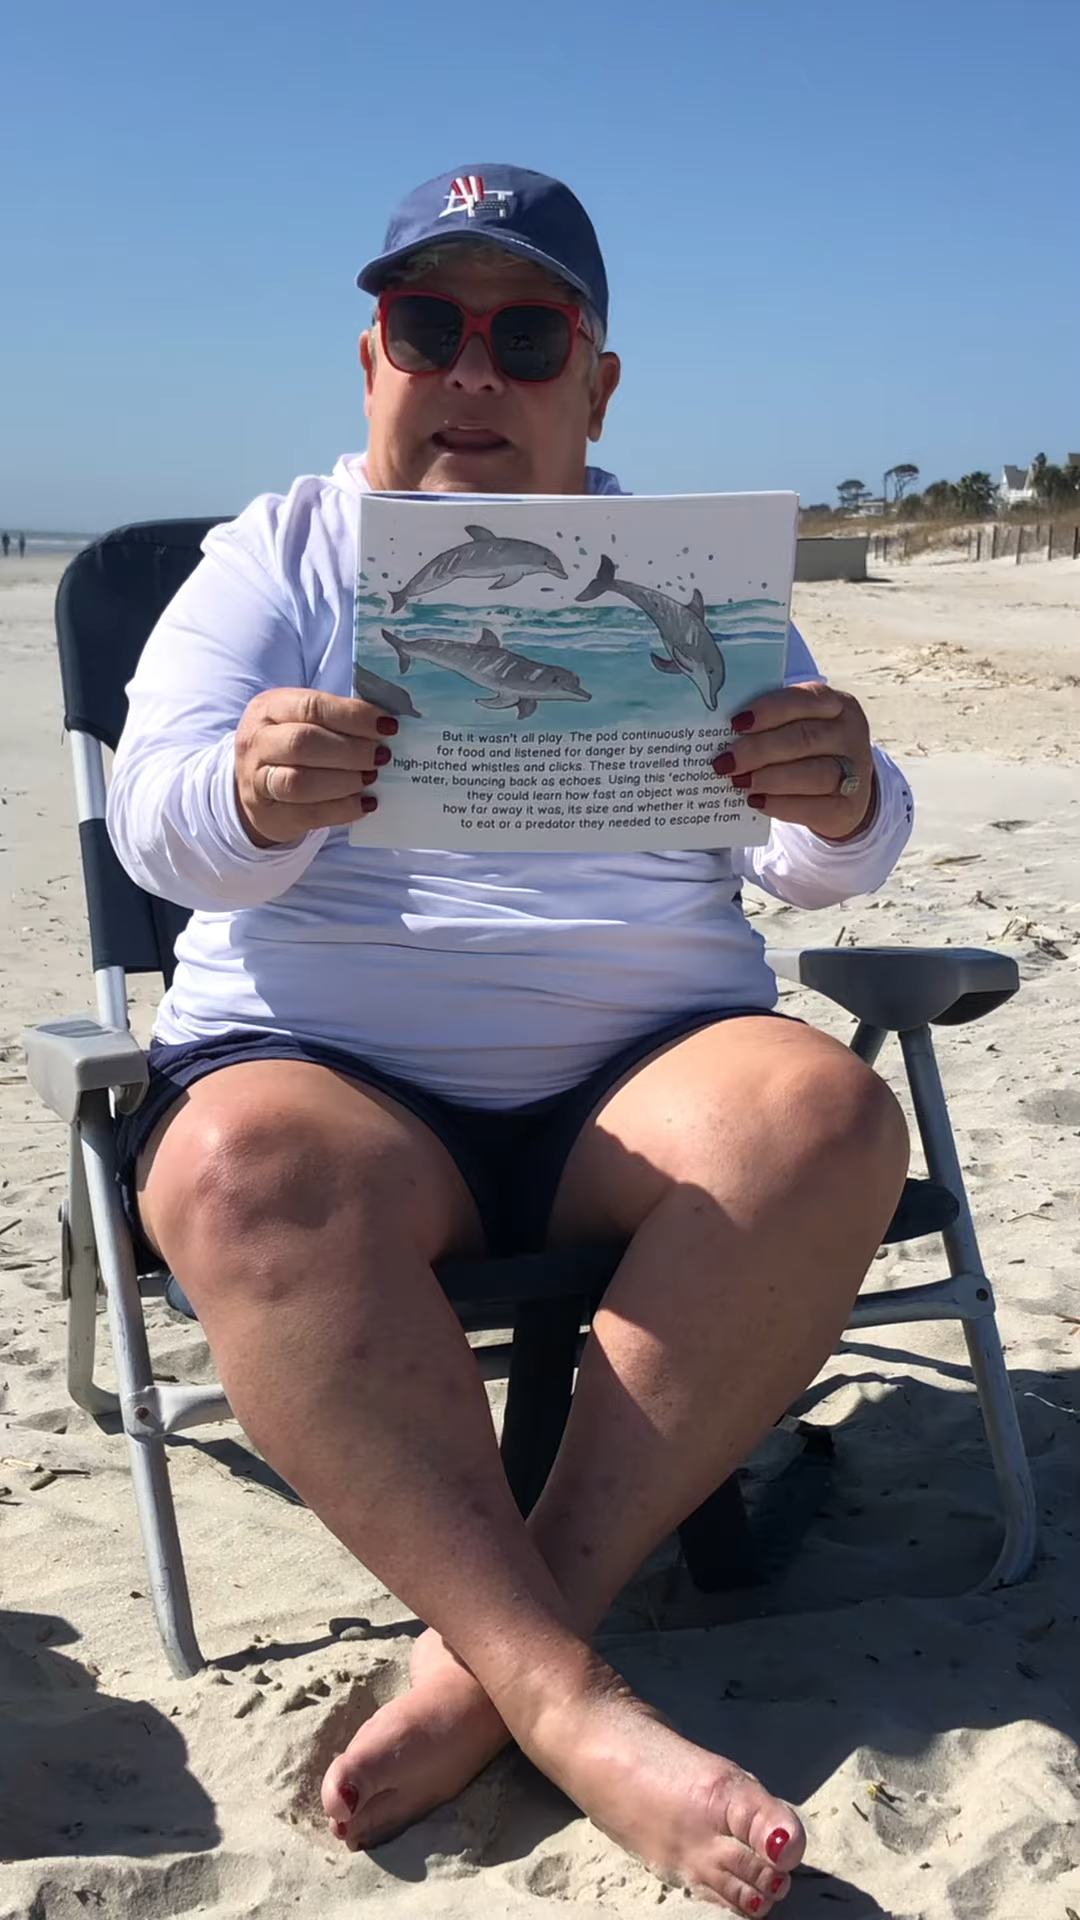 But it wasn't all play. The pod continuously
for food and listened for danger by sending out
high-pitched whistles and clicks. These travelled
water, bouncing back as echoes. Using this
they could learn how fast an object was moving,
how far away it was, its size and whether it was fish
to eat or a predator they needed to escape from.